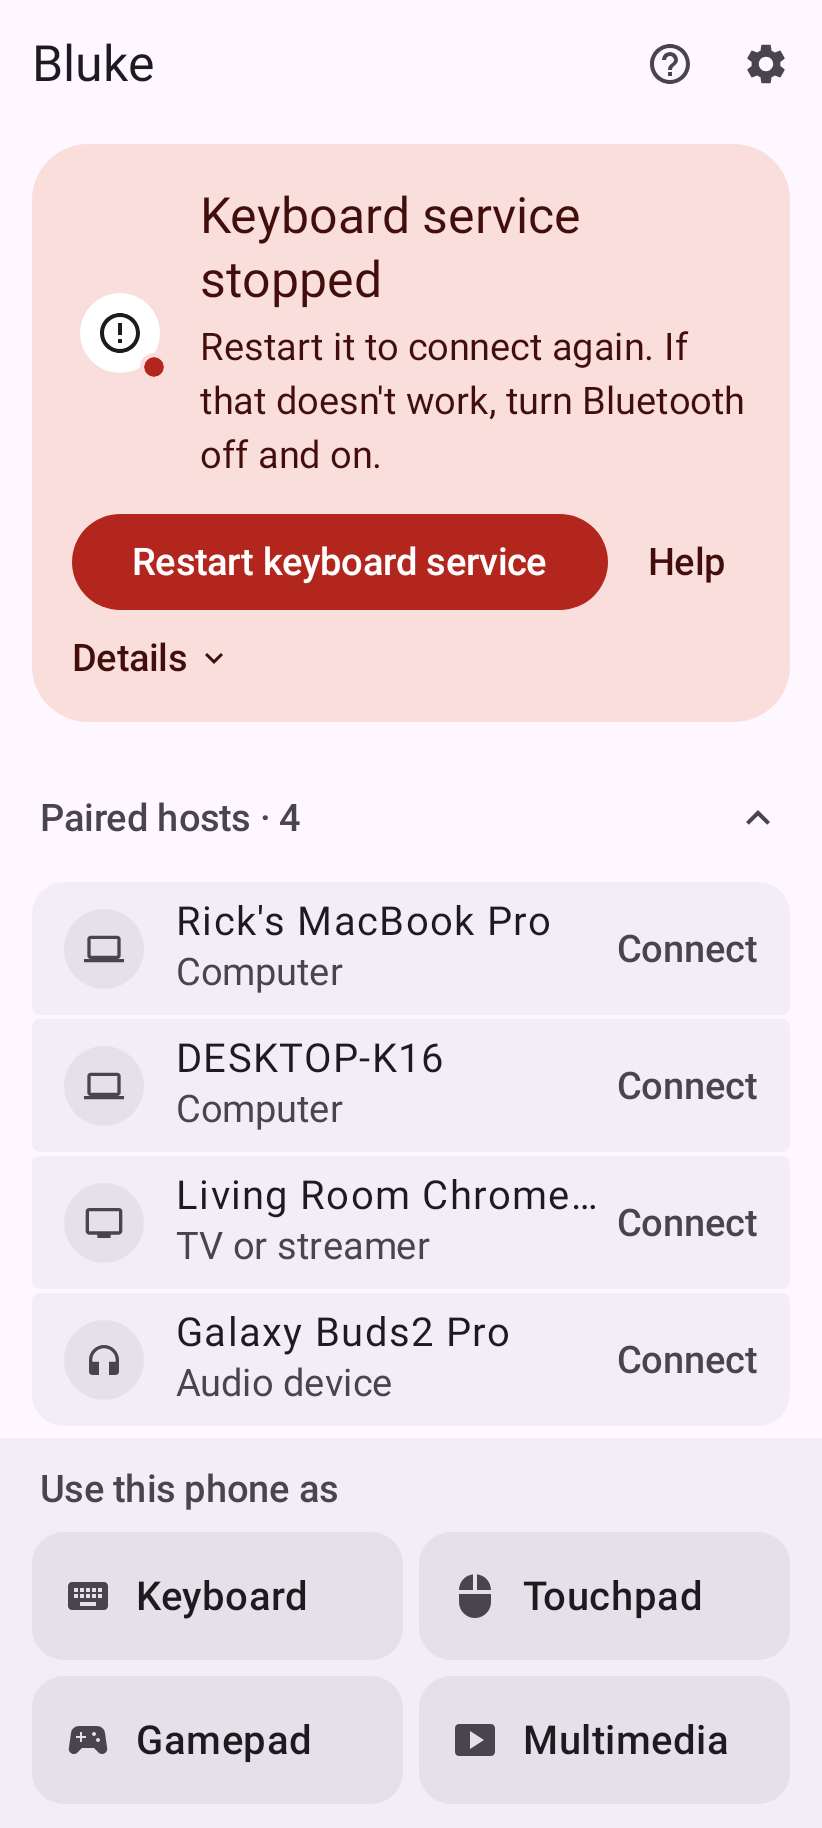 Bluke
Keyboard service
stopped
Restart it to connect again. If
that doesn't work, turn Bluetooth
off and on.
Restart keyboard service
Help
Details
Paired hosts · 4
Rick's MacBook Pro
Computer
Connect
DESKTOP-K16
Computer
Connect
Living Room Chrome…
TV or streamer
Connect
Galaxy Buds2 Pro
Audio device
Connect
Use this phone as
Keyboard
Touchpad
Gamepad
Multimedia